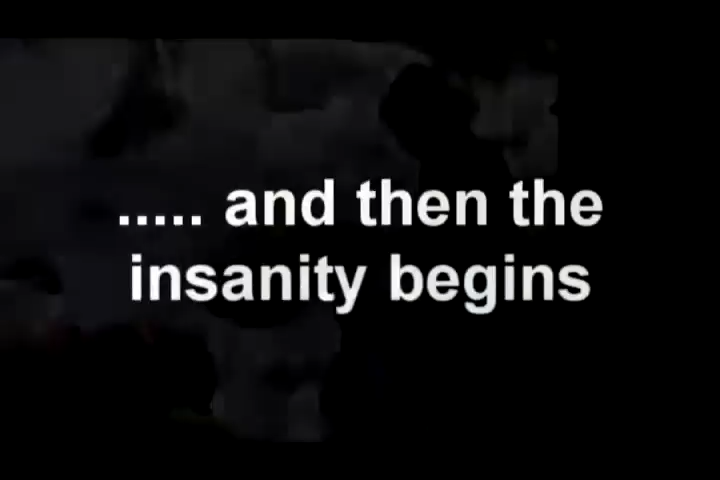 ..... and then the
insanity begins